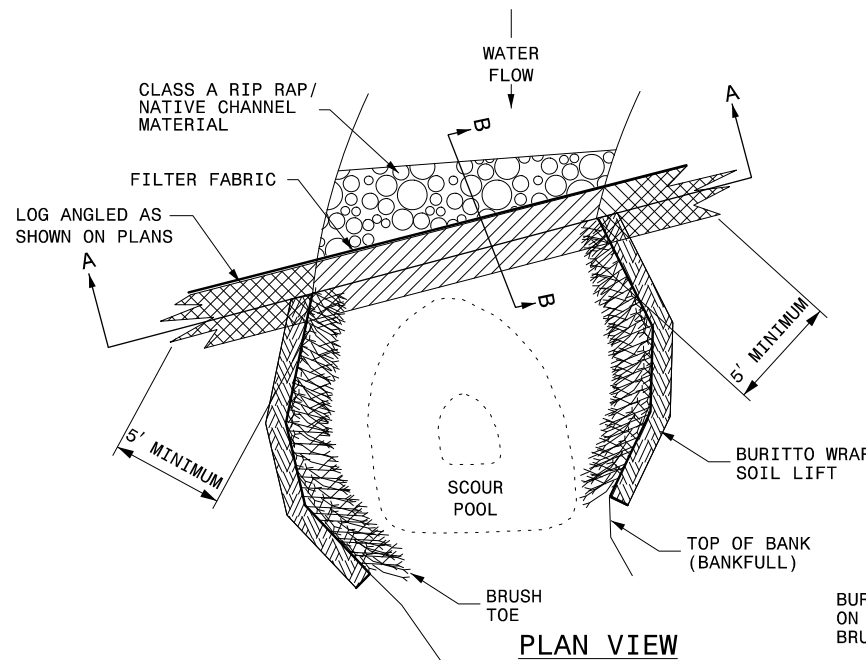 WATER
FLOW
CLASS A RIP RAP/
NATIVE CHANNEL
MATERIAL
FILTER FABRIC
LOG ANGLED AS
SHOWN ON PLANS
A
A
B
B
5' MINIMUM
5' MINIMUM
BURITTO WRAP
SOIL LIFT
SCOUR
POOL
TOP OF BANK
(BANKFULL)
BRUSH
TOE
PLAN VIEW
ON